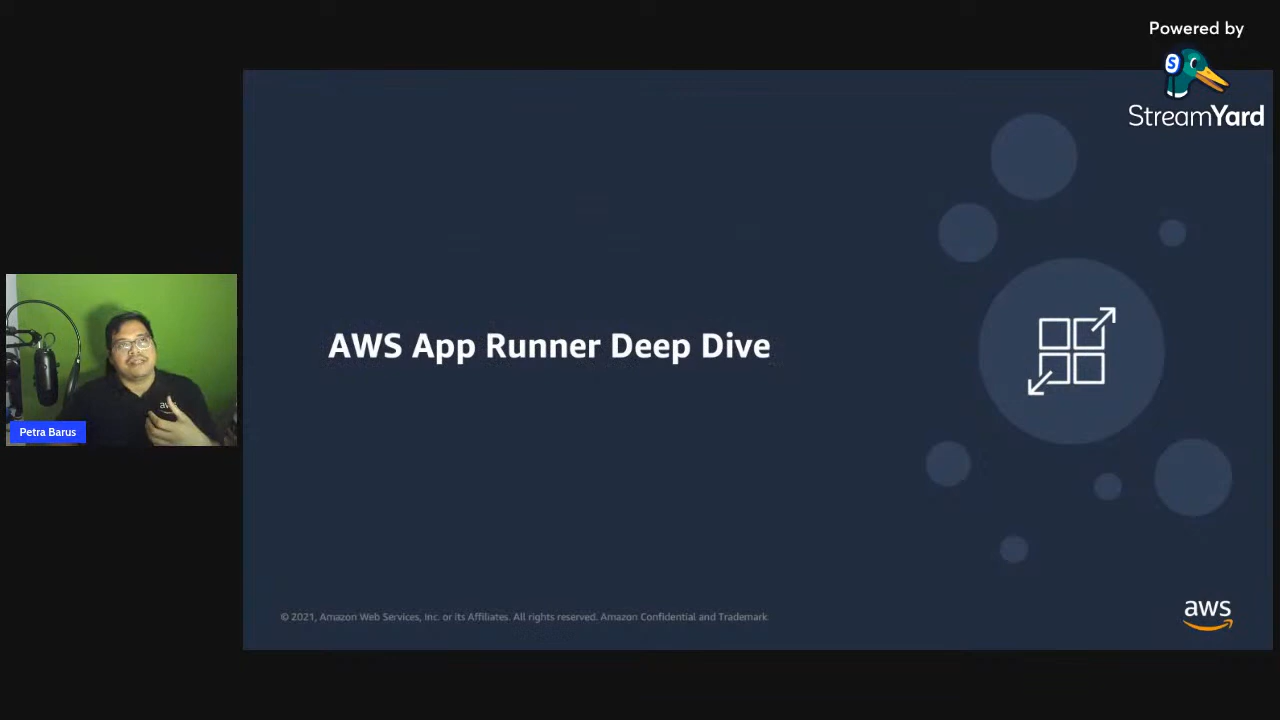 Powered by
S
StreamYard
AWS App Runner Deep Dive
aws
Petra Barus
© 2021, Amazon Web Services, Inc. or its Affiliates. All rights reserved. Amazon Confidential and Trademark
aws